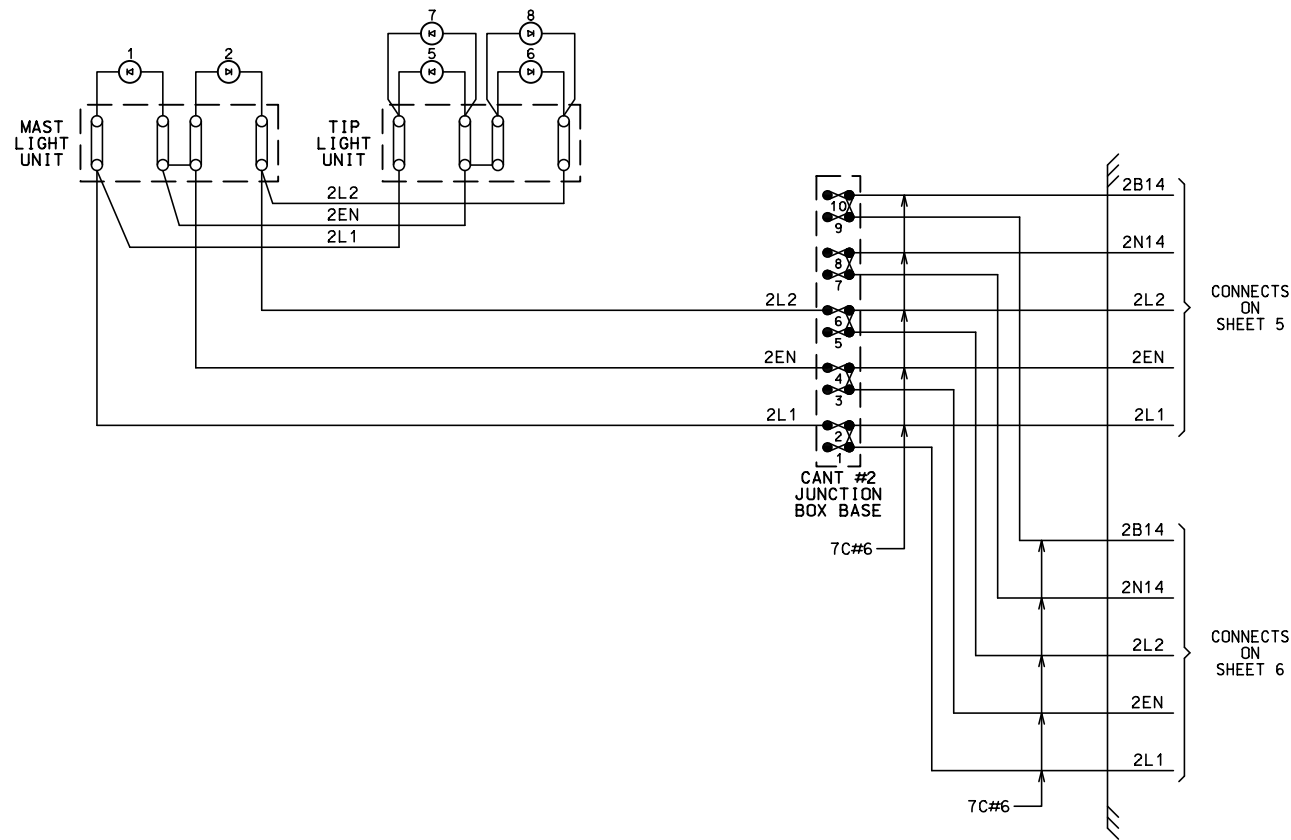 7
8
1
2
5
6
MAST
LIGHT
UNIT
TIP
LIGHT
UNIT
2L2
2EN
2L1
2B14
10
9
2N14
8
7
2L2
2L2
6
5
2EN
2EN
4
3
2L1
2L1
2
1
CONNECTS
ON
SHEET 5
CANT #2
JUNCTION
BOX BASE
7C#6
2B14
2N14
2L2
2EN
2L1
CONNECTS
ON
SHEET 6
7C#6